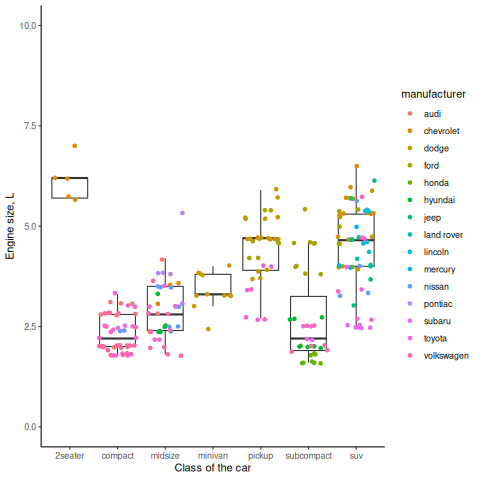 10.0
7.5
5.0
2.5
0.0
Engine size, L
2seater compact midsize minivan pickup subcompact suv
Class of the car
manufacturer
audi
chevrolet
dodge
ford
honda
hyundai
jeep
land rover
lincoln
mercury
nissan
pontiac
subaru
toyota
volkswagen